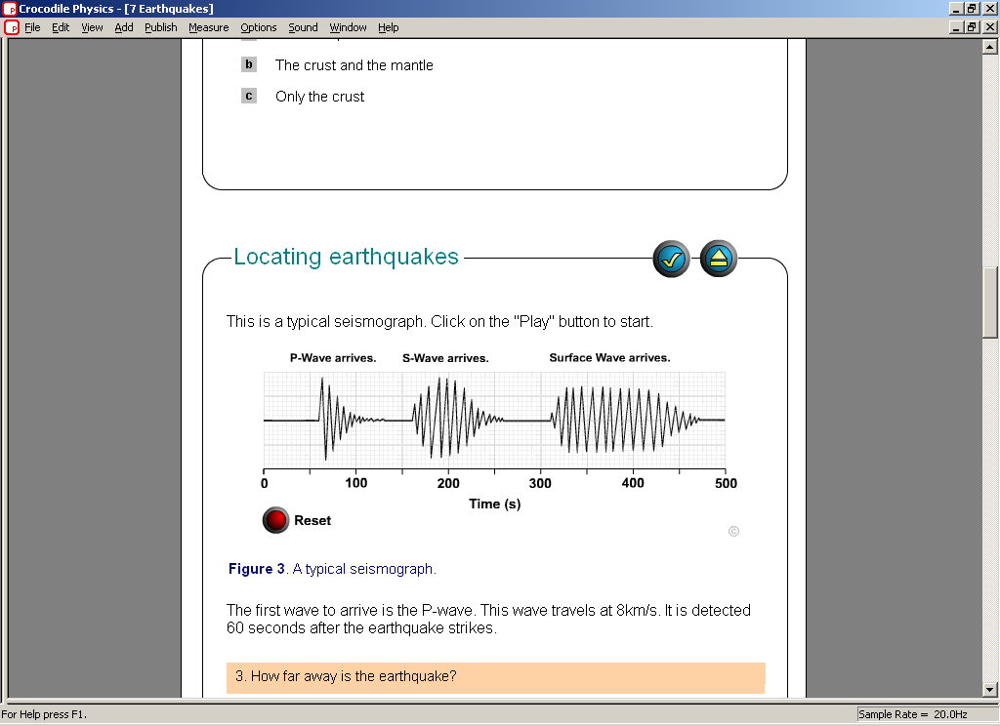 Crocodile Physics - [7 Earthquakes]
File Edit View Add Publish Measure Options Sound Window Help
b The crust and the mantle
c Only the crust
Locating earthquakes
This is a typical seismograph. Click on the "Play" button to start.
P-Wave arrives. S-Wave arrives. Surface Wave arrives.
0 100 200 300 400 500
Time (s)
Reset
©
Figure 3. A typical seismograph.
The first wave to arrive is the P-wave. This wave travels at 8km/s. It is detected
60 seconds after the earthquake strikes.
3. How far away is the earthquake?
For Help press F1.
Sample Rate = 20.0Hz